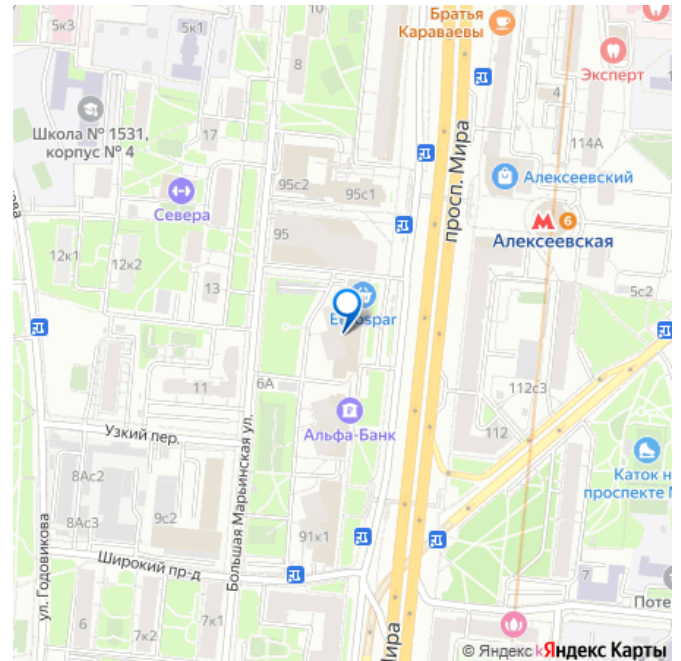 10
Братья
Караваевы
5к3
5к1
8
Эксперт
4
Школа № 1531,
корпус № 4
17
114А
просп. Мира
95с2
95с1
Алексеевский
Севера
6
Алексеевская
95
12к1
12к2
13
5с2
Eurospar
11
6А
112с3
Альфа-Банк
112
Узкий пер.
Большая Марьинская ул.
Каток н
проспекте М
8Ас2
8Ас3
9с2
91к1
ул. Годовикова
Широкий пр-д
7
6
7к1
7к2
Поте
Мира
© Яндекс
Яндекс Карты